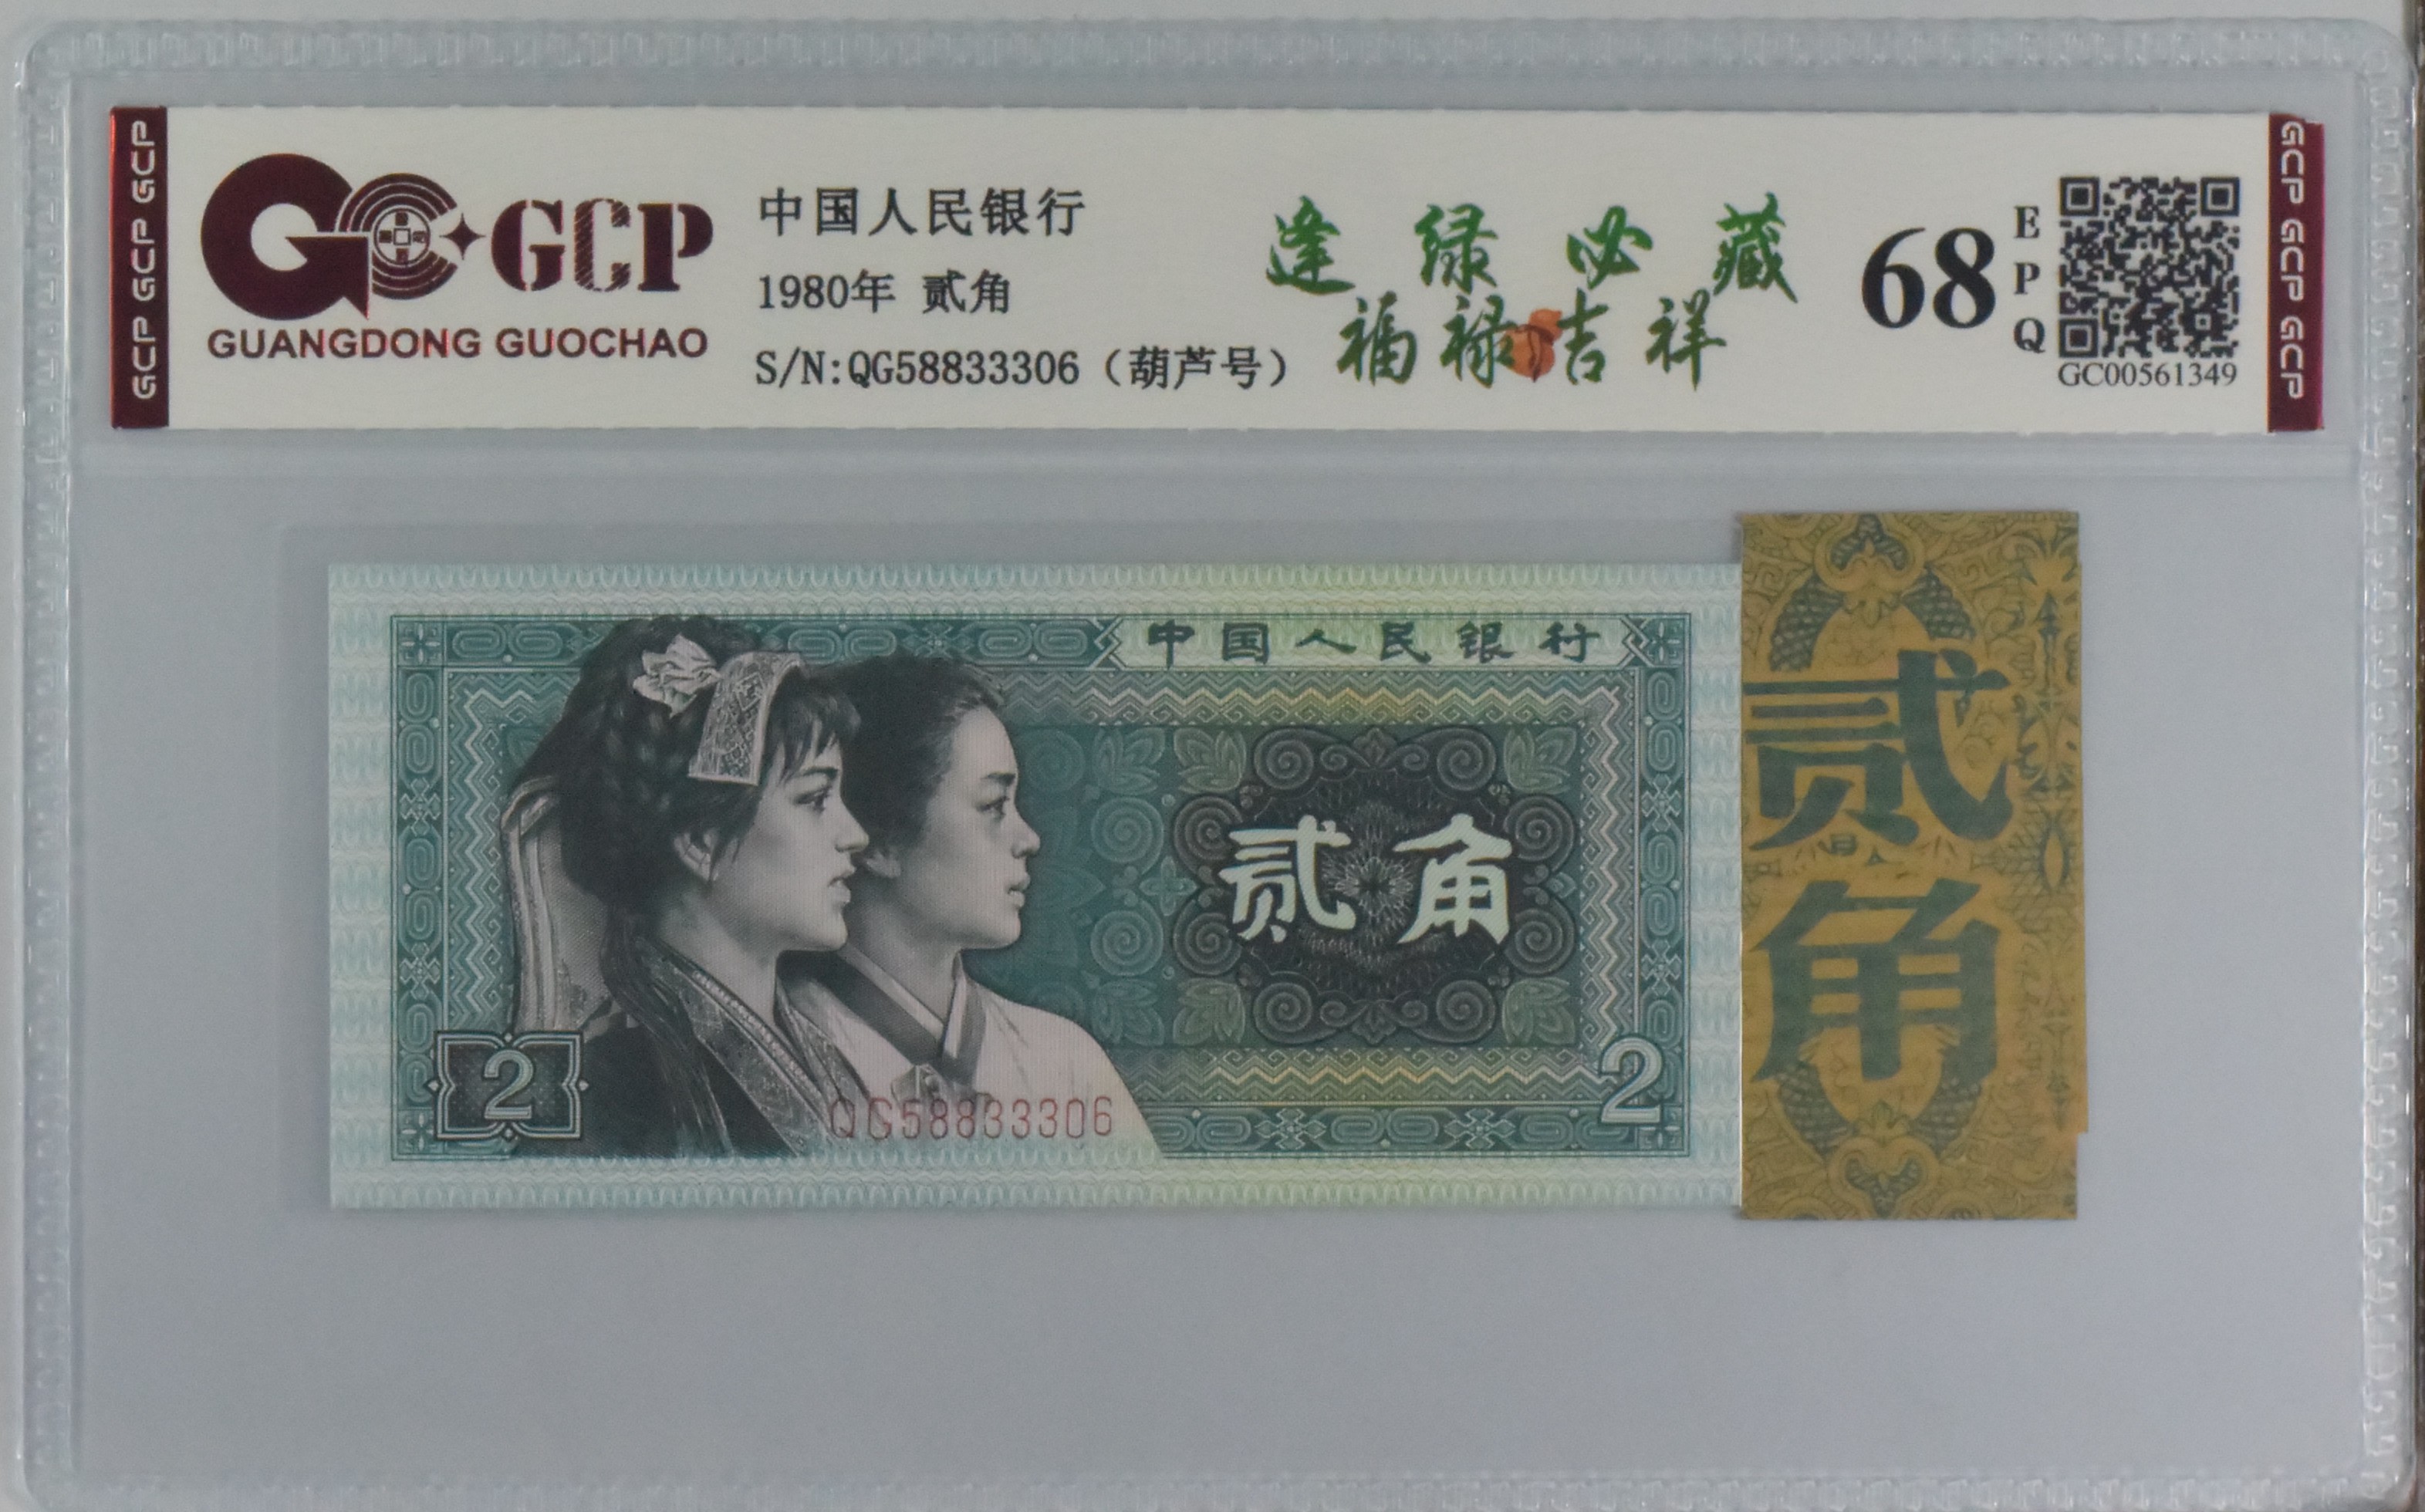 GCP GCP GCP
GCP
GUANGDONG GUOCHAO
中国人民银行
1980年 贰角
S/N:QG58833306（葫芦号）
逢绿必藏
福禄吉祥
68
EPQ
GC00561349
GCP GCP GCP
中国人民银行
贰角
2
QG58833306
2
贰角